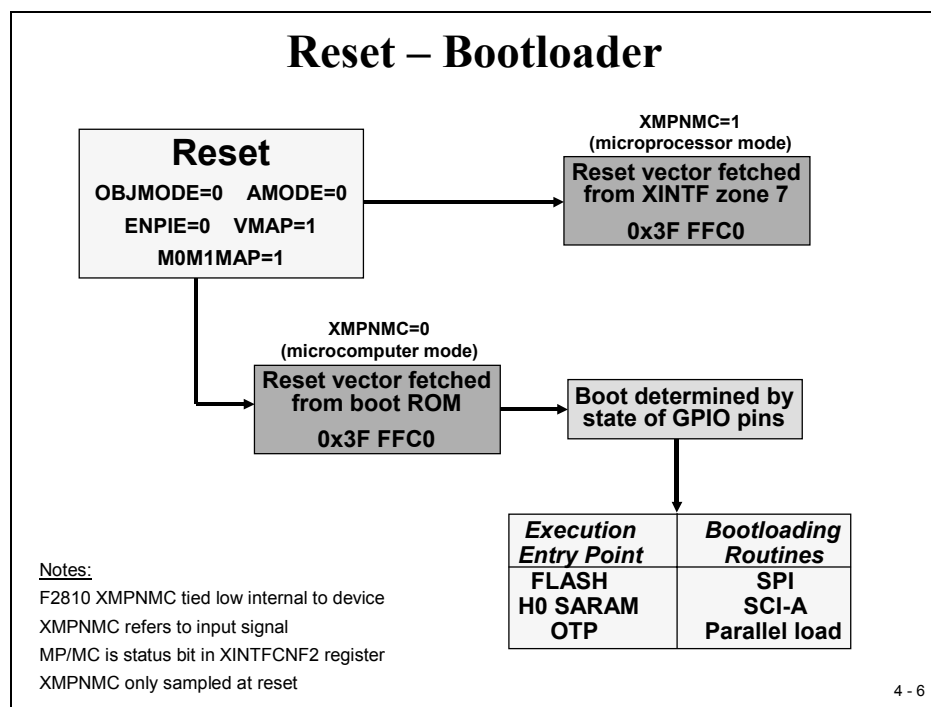 Reset – Bootloader
Reset
OBJMODE=0 AMODE=0
ENPIE=0 VMAP=1
M0M1MAP=1
XMPNMC=1
(microprocessor mode)
Reset vector fetched
from XINTF zone 7
0x3F FFC0
XMPNMC=0
(microcomputer mode)
Reset vector fetched
from boot ROM
0x3F FFC0
Boot determined by
state of GPIO pins
Execution
Entry Point
FLASH
H0 SARAM
OTP
Bootloading
Routines
SPI
SCI-A
Parallel load
Notes:
F2810 XMPNMC tied low internal to device
XMPNMC refers to input signal
MP/MC is status bit in XINTFCNF2 register
XMPNMC only sampled at reset
4 - 6